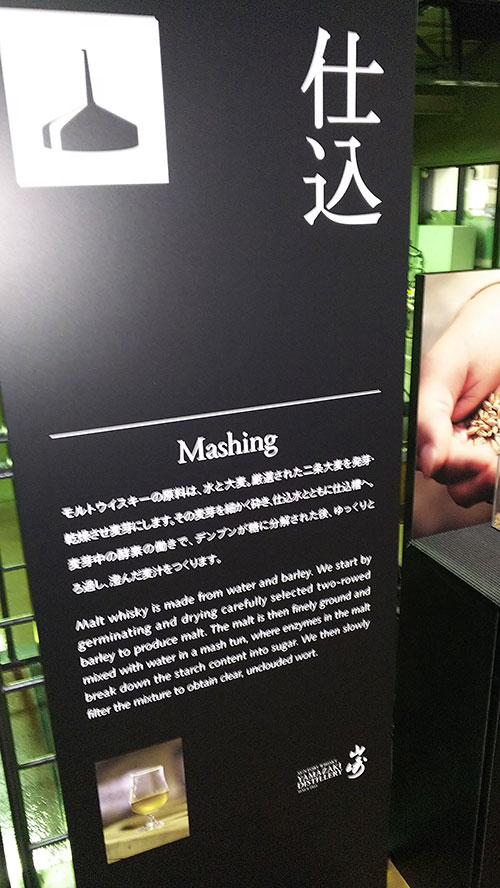 仕込
Mashing
モルトウイスキーの原料は、水と大麦。厳選された二条大麦を発芽・
乾燥させ麦芽にします。その麦芽を細かく砕き、仕込水とともに仕込槽へ。
麦芽中の酵素の働きで、デンプンが糖に分解された後、ゆっくりと
ろ過し、澄んだ麦汁をつくります。
Malt whisky is made from water and barley. We start by
germinating and drying carefully selected two-rowed
barley to produce malt. The malt is then finely ground and
mixed with water in a mash tun, where enzymes in the malt
break down the starch content into sugar. We then slowly
filter the mixture to obtain clear, unclouded wort.
SUNTORY WHISKY
YAMAZAKI
DISTILLERY
SINCE 1923
山崎